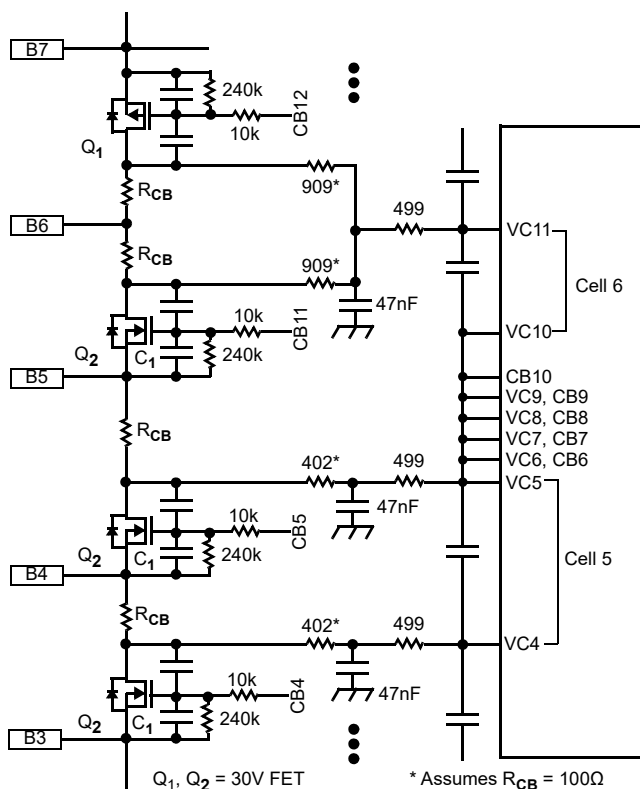 B7
240k
10k
CB12
Q1
RCB
909*
499
VC11
B6
RCB
Cell 6
909*
10k
CB11
47nF
VC10
Q2
C1
240k
B5
CB10
VC9, CB9
VC8, CB8
VC7, CB7
VC6, CB6
RCB
402*
499
VC5
10k
CB5
47nF
Q2
C1
240k
Cell 5
B4
RCB
402*
499
VC4
10k
CB4
47nF
Q2
C1
240k
B3
Q1, Q2 = 30V FET
* Assumes RCB = 100Ω